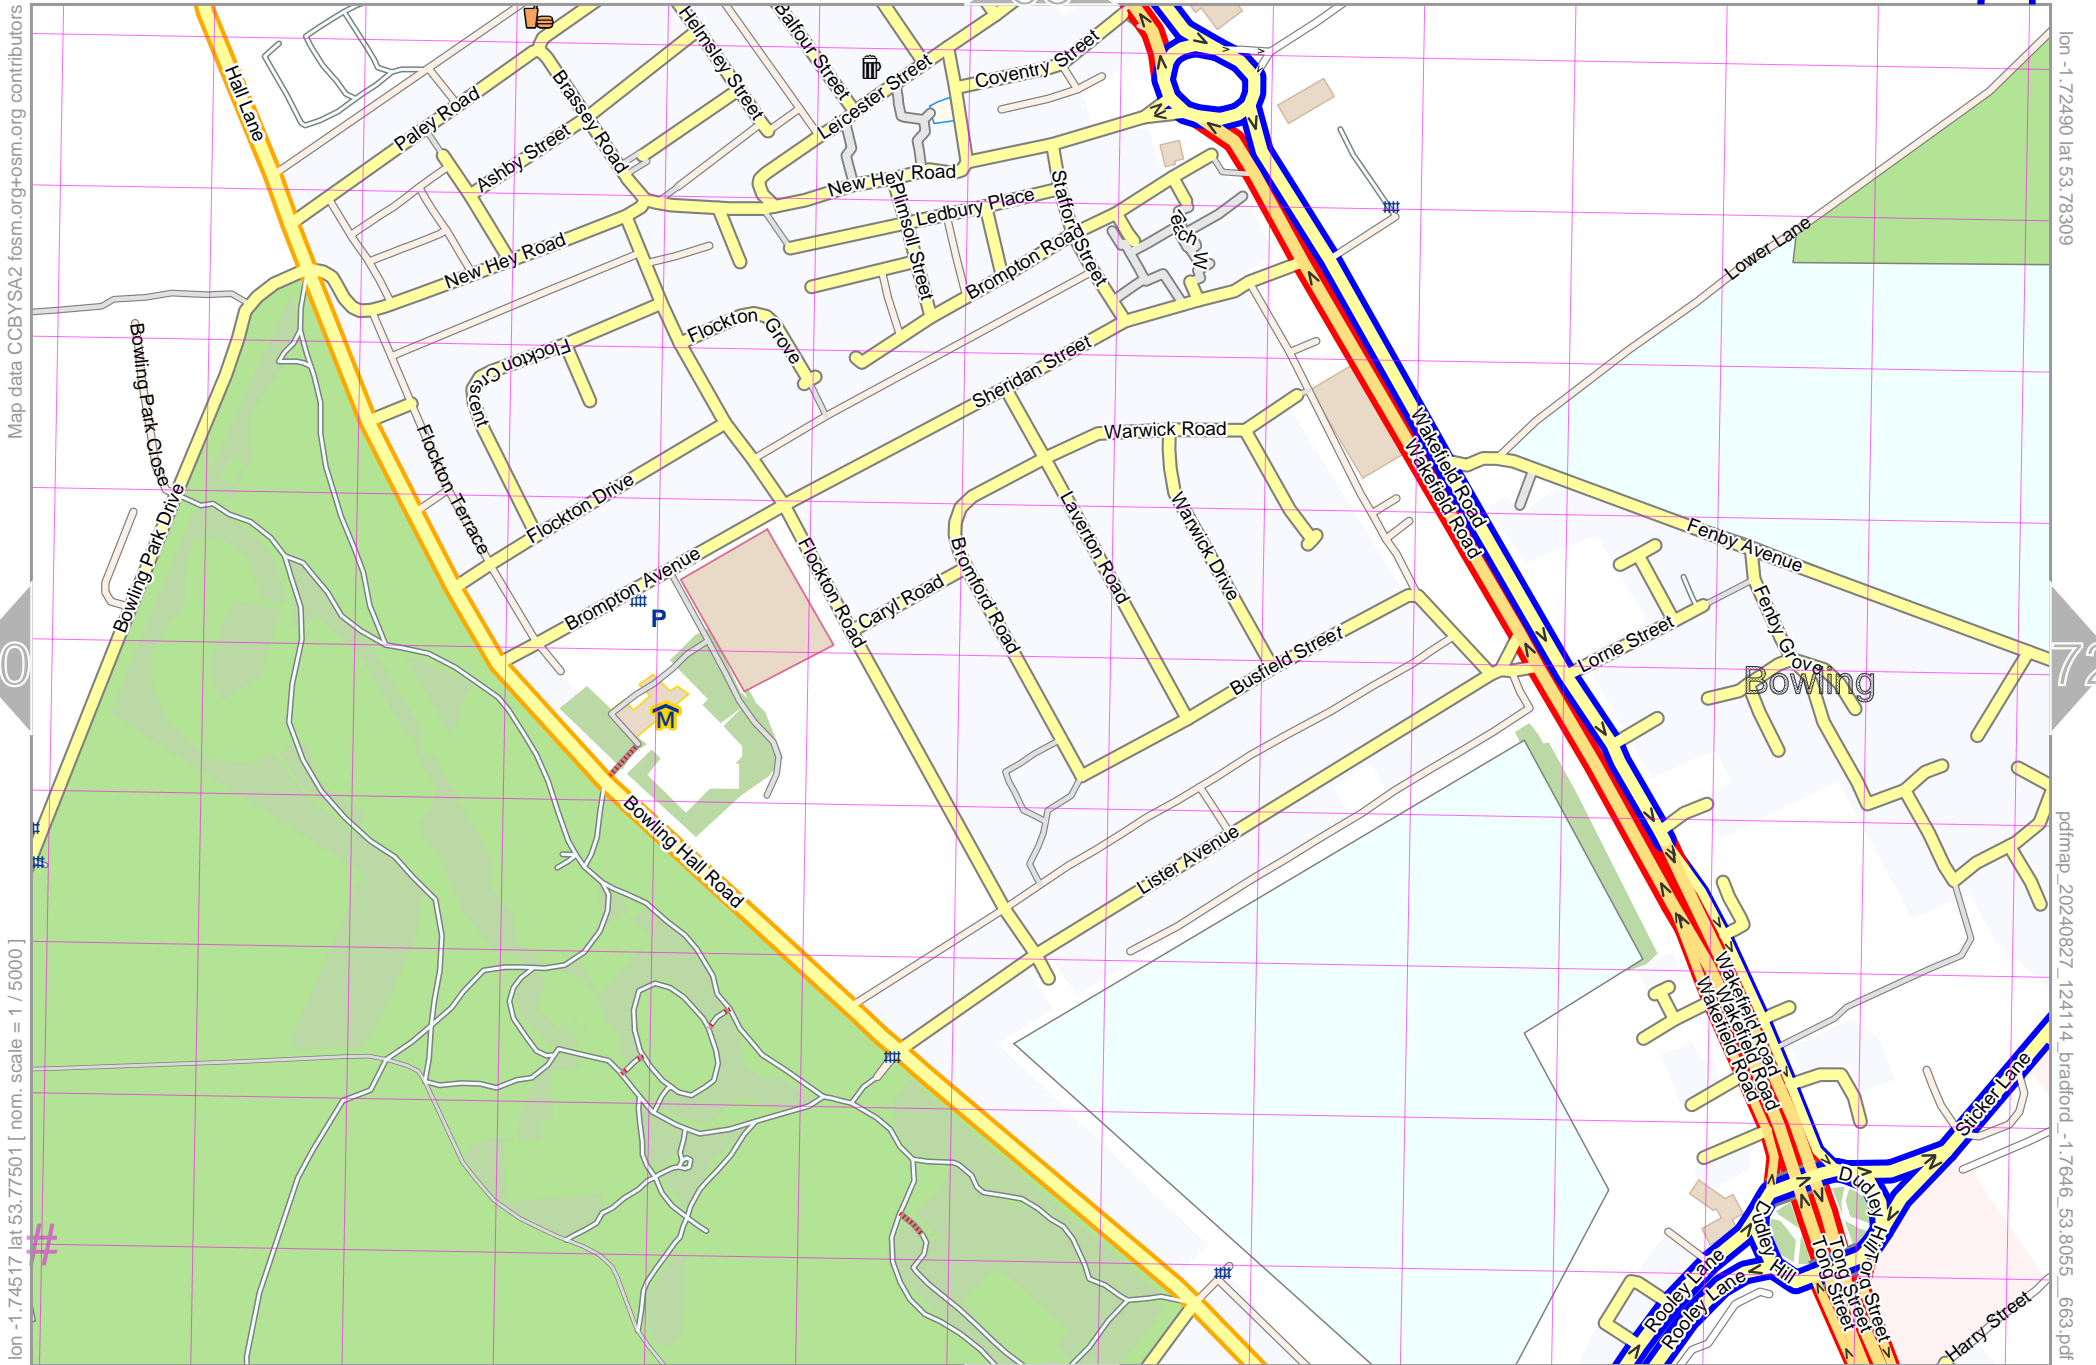 Map data CCBYSA2 fosm.org+osm.org contributors
lon -1.74517 lat 53.77501 [ nom. scale = 1 / 5000 ]
lon -1.72490 lat 53.78309
pdfmap_20240827_124114_bradford_-1.7646_53.8055__663.pdf
Hall Lane
Paley Road
Brassey Road
Ashby Street
Helmsley Street
Balfour Street
Leicester Street
Coventry Street
New Hey Road
Ledbury Place
Plimsoll Street
Stafford Street
Brompton Road
New Hey Road
Lower Lane
Bowling Park Close
Flockton Crescent
Flockton Grove
Sheridan Street
Flockton Terrace
Flockton Drive
Warwick Road
Wakefield Road
Wakefield Road
Bowling Park Drive
Brompton Avenue
Flockton Road
Caryl Road
Bromford Road
Laverton Road
Warwick Drive
Fenby Avenue
Fenby Grove
Lorne Street
Busfield Street
Bowling
P
M
Bowling Hall Road
Lister Avenue
Wakefield Road
Wakefield Road
Wakefield Road
Sticker Lane
Dudley Hill
Cudley Hill
Rooley Lane
Rooley Lane
Tong Street
Tong Street
Tong Street
Harry Street
#
0
72